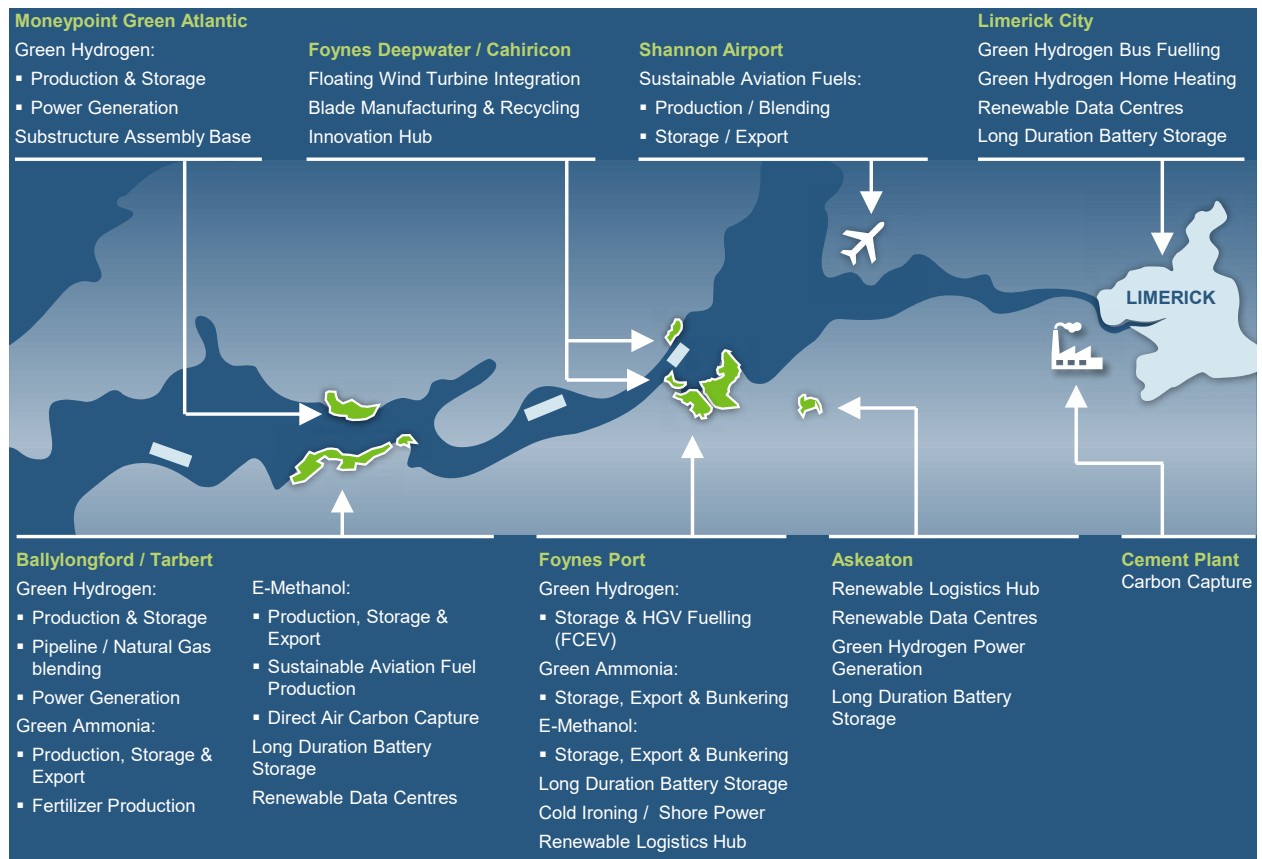 Moneypoint Green Atlantic
Green Hydrogen:
▪ Production & Storage
▪ Power Generation
Substructure Assembly Base
Foynes Deepwater / Cahiricon
Floating Wind Turbine Integration
Blade Manufacturing & Recycling
Innovation Hub
Shannon Airport
Sustainable Aviation Fuels:
▪ Production / Blending
▪ Storage / Export
Limerick City
Green Hydrogen Bus Fuelling
Green Hydrogen Home Heating
Renewable Data Centres
Long Duration Battery Storage
LIMERICK
Ballylongford / Tarbert
Green Hydrogen:
▪ Production & Storage
▪ Pipeline / Natural Gas
blending
▪ Power Generation
Green Ammonia:
▪ Production, Storage &
Export
▪ Fertilizer Production
E-Methanol:
▪ Production, Storage &
Export
▪ Sustainable Aviation Fuel
Production
▪ Direct Air Carbon Capture
Long Duration Battery
Storage
Renewable Data Centres
Foynes Port
Green Hydrogen:
▪ Storage & HGV Fuelling
(FCEV)
Green Ammonia:
▪ Storage, Export & Bunkering
E-Methanol:
▪ Storage, Export & Bunkering
Long Duration Battery Storage
Cold Ironing / Shore Power
Renewable Logistics Hub
Askeaton
Renewable Logistics Hub
Renewable Data Centres
Green Hydrogen Power
Generation
Long Duration Battery
Storage
Cement Plant
Carbon Capture